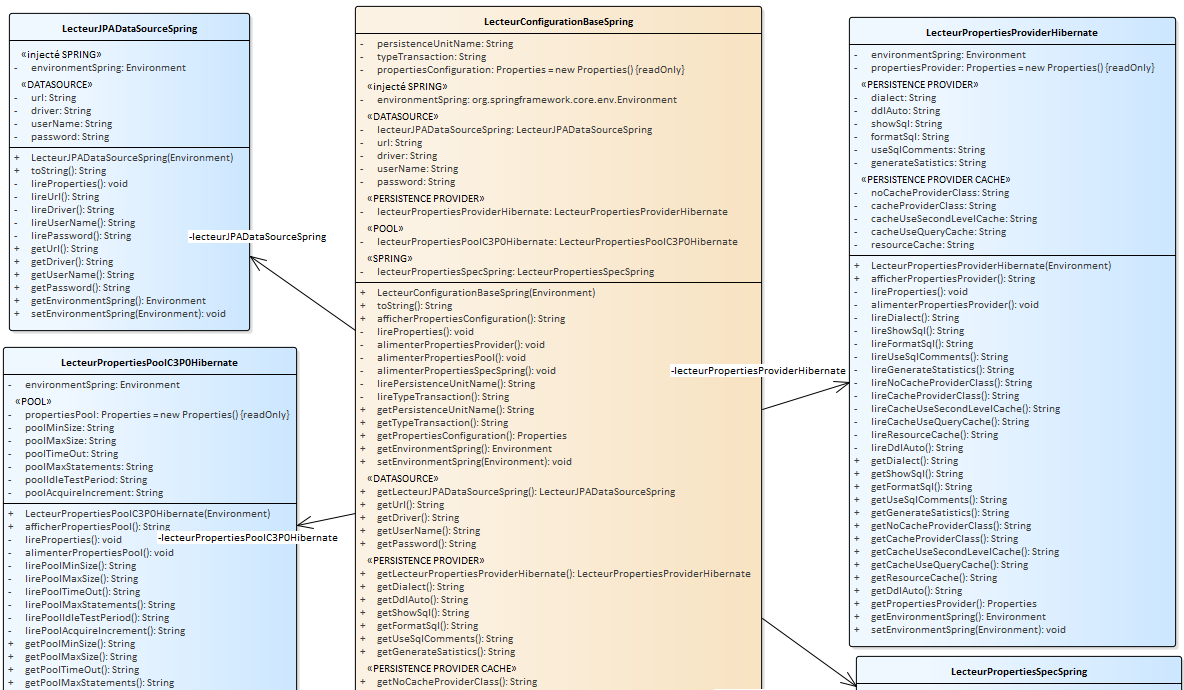 LecteurJPADataSourceSpring
«injecté SPRING»
- environmentSpring: Environment
«DATASOURCE»
- url: String
- driver: String
- userName: String
- password: String
+ LecteurJPADataSourceSpring(Environment)
+ toString(): String
- lireProperties(): void
- lireUrl(): String
- lireDriver(): String
- lireUserName(): String
- lirePassword(): String
+ getUrl(): String
+ getDriver(): String
+ getUserName(): String
+ getPassword(): String
+ getEnvironmentSpring(): Environment
+ setEnvironmentSpring(Environment): void
-lecteurJPADataSourceSpring
LecteurPropertiesPoolC3P0Hibernate
- environmentSpring: Environment
«POOL»
- propertiesPool: Properties = new Properties() {readOnly}
- poolMinSize: String
- poolMaxSize: String
- poolTimeOut: String
- poolMaxStatements: String
- poolIdleTestPeriod: String
- poolAcquireIncrement: String
+ LecteurPropertiesPoolC3P0Hibernate(Environment)
+ afficherPropertiesPool(): String
- lireProperties(): void
-lecteurPropertiesPoolC3P0Hibernate
- alimenterPropertiesPool(): void
- lirePoolMinSize(): String
- lirePoolMaxSize(): String
- lirePoolTimeOut(): String
- lirePoolMaxStatements(): String
- lirePoolIdleTestPeriod(): String
- lirePoolAcquireIncrement(): String
+ getPoolMinSize(): String
+ getPoolMaxSize(): String
+ getPoolTimeOut(): String
+ getPoolMaxStatements(): String
LecteurConfigurationBaseSpring
- persistenceUnitName: String
- typeTransaction: String
- propertiesConfiguration: Properties = new Properties() {readOnly}
«injecté SPRING»
- environmentSpring: org.springframework.core.env.Environment
«DATASOURCE»
- lecteurJPADataSourceSpring: LecteurJPADataSourceSpring
- url: String
- driver: String
- userName: String
- password: String
«PERSISTENCE PROVIDER»
- lecteurPropertiesProviderHibernate: LecteurPropertiesProviderHibernate
«POOL»
- lecteurPropertiesPoolC3P0Hibernate: LecteurPropertiesPoolC3P0Hibernate
«SPRING»
- lecteurPropertiesSpecSpring: LecteurPropertiesSpecSpring
+ LecteurConfigurationBaseSpring(Environment)
+ toString(): String
+ afficherPropertiesConfiguration(): String
- lireProperties(): void
- alimenterPropertiesProvider(): void
- alimenterPropertiesPool(): void
- alimenterPropertiesSpecSpring(): void
- lirePersistenceUnitName(): String
- lireTypeTransaction(): String
+ getPersistenceUnitName(): String
+ getTypeTransaction(): String
+ getPropertiesConfiguration(): Properties
+ getEnvironmentSpring(): Environment
+ setEnvironmentSpring(Environment): void
«DATASOURCE»
+ getLecteurJPADataSourceSpring(): LecteurJPADataSourceSpring
+ getUrl(): String
+ getDriver(): String
+ getUserName(): String
+ getPassword(): String
«PERSISTENCE PROVIDER»
+ getLecteurPropertiesProviderHibernate(): LecteurPropertiesProviderHibernate
+ getDialect(): String
+ getDdlAuto(): String
+ getShowSql(): String
+ getFormatSql(): String
+ getUseSqlComments(): String
+ getGenerateSatistics(): String
«PERSISTENCE PROVIDER CACHE»
+ getNoCacheProviderClass(): String
-lecteurPropertiesProviderHibernate
LecteurPropertiesProviderHibernate
- environmentSpring: Environment
- propertiesProvider: Properties = new Properties() {readOnly}
«PERSISTENCE PROVIDER»
- dialect: String
- ddlAuto: String
- showSql: String
- formatSql: String
- useSqlComments: String
- generateSatistics: String
«PERSISTENCE PROVIDER CACHE»
- noCacheProviderClass: String
- cacheProviderClass: String
- cacheUseSecondLevelCache: String
- cacheUseQueryCache: String
- resourceCache: String
+ LecteurPropertiesProviderHibernate(Environment)
+ afficherPropertiesProvider(): String
- lireProperties(): void
- alimenterPropertiesProvider(): void
- lireDialect(): String
- lireShowSql(): String
- lireFormatSql(): String
- lireUseSqlComments(): String
- lireGenerateStatistics(): String
- lireNoCacheProviderClass(): String
- lireCacheProviderClass(): String
- lireCacheUseSecondLevelCache(): String
- lireCacheUseQueryCache(): String
- lireResourceCache(): String
- lireDdlAuto(): String
+ getDialect(): String
+ getShowSql(): String
+ getFormatSql(): String
+ getUseSqlComments(): String
+ getGenerateSatistics(): String
+ getNoCacheProviderClass(): String
+ getCacheProviderClass(): String
+ getCacheUseSecondLevelCache(): String
+ getCacheUseQueryCache(): String
+ getResourceCache(): String
+ getDdlAuto(): String
+ getPropertiesProvider(): Properties
+ getEnvironmentSpring(): Environment
+ setEnvironmentSpring(Environment): void
LecteurPropertiesSpecSpring